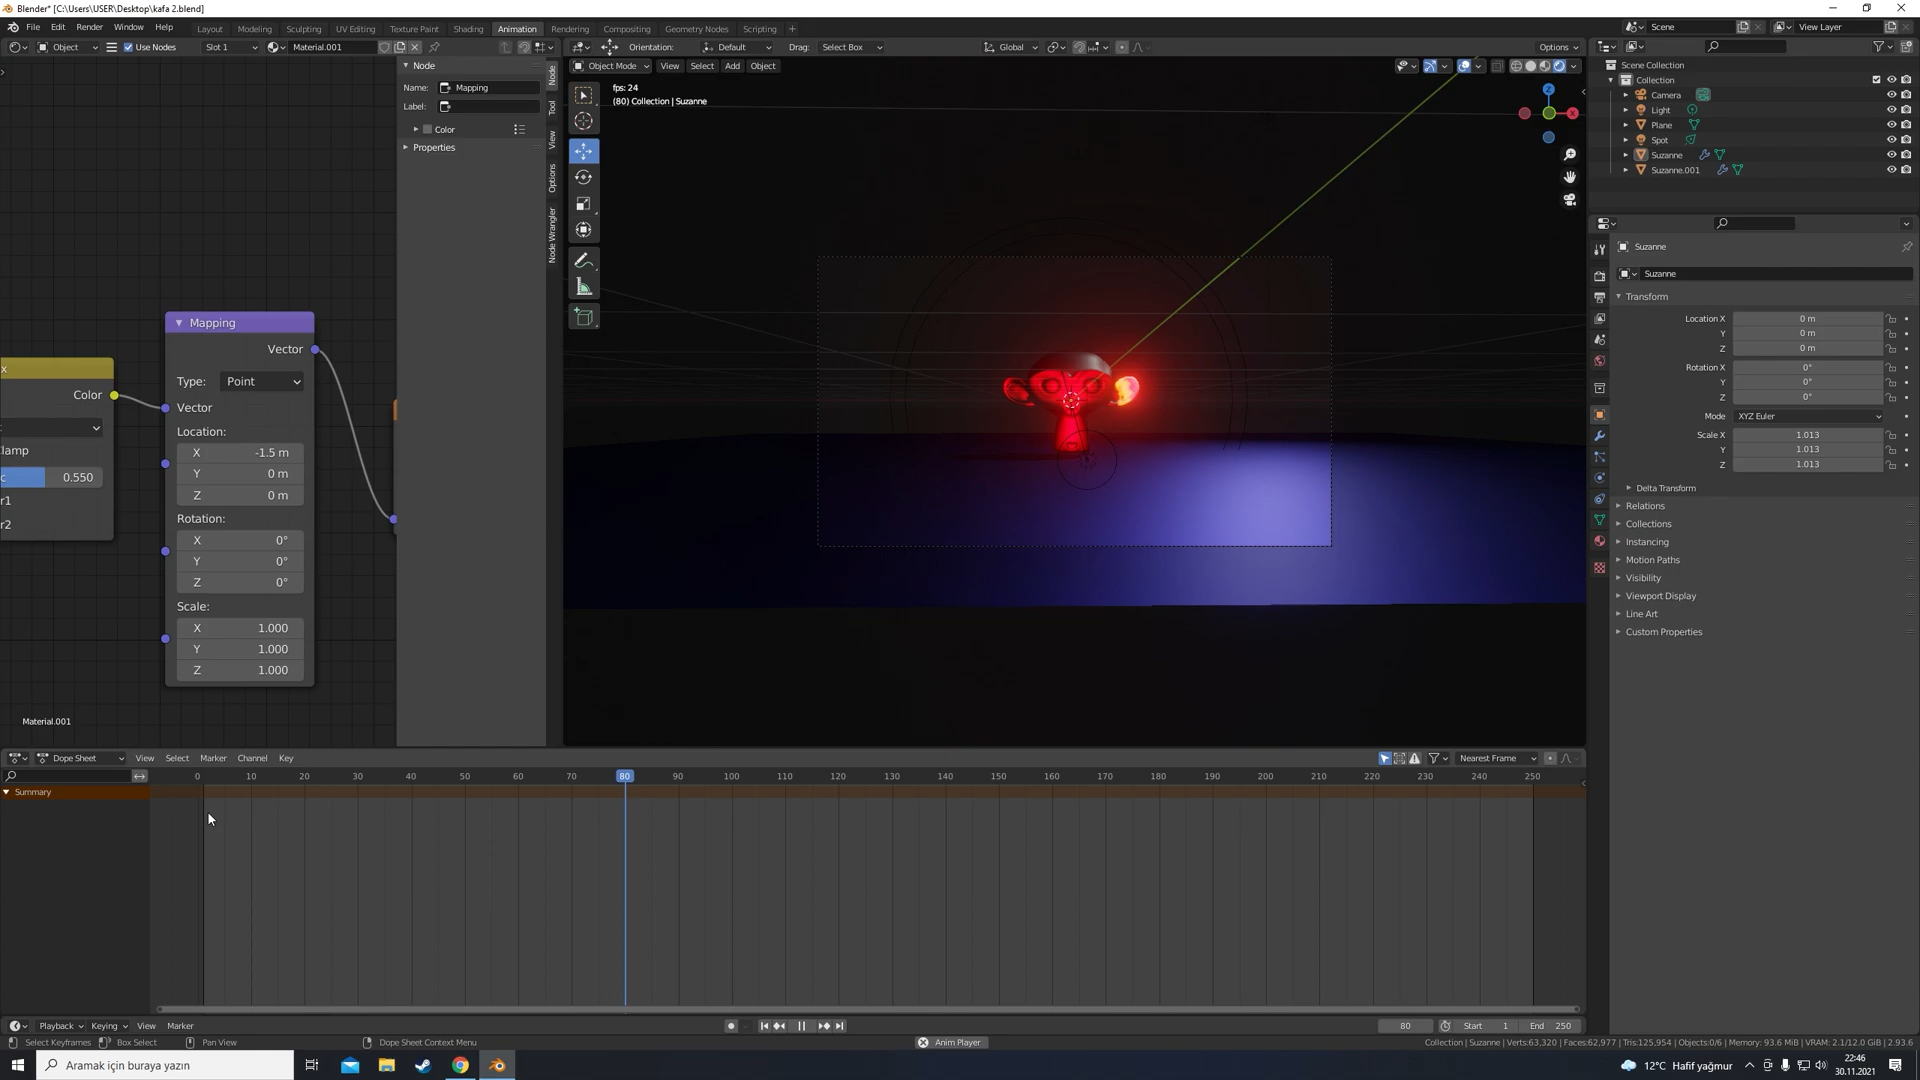 Blender* [C:\Users\USER\Desktop\kafa 2.blend]
File Edit Render Window Help
Layout Modeling Sculpting UV Editing Texture Paint Shading Animation Rendering Compositing Geometry Nodes Scripting +
Scene
View Layer
Object Use Nodes Slot 1 Material.001
Orientation: Default Drag: Select Box Global Options
Object Mode View Select Add Object
Node
Name: Mapping
Label:
Color
Properties
Node
Tool
View
Options
Node Wrangler
fps: 24
(80) Collection | Suzanne
Z
X
Scene Collection
Collection
Camera
Light
Plane
Spot
Suzanne
Suzanne.001
Suzanne
Suzanne
Transform
Location X 0 m
Y 0 m
Z 0 m
Rotation X 0°
Y 0°
Z 0°
Mode XYZ Euler
Scale X 1.013
Y 1.013
Z 1.013
Delta Transform
Relations
Collections
Instancing
Motion Paths
Visibility
Viewport Display
Line Art
Custom Properties
x
Color
lamp
c 0.550
r1
r2
Mapping
Vector
Type: Point
Vector
Location:
X -1.5 m
Y 0 m
Z 0 m
Rotation:
X 0°
Y 0°
Z 0°
Scale:
X 1.000
Y 1.000
Z 1.000
Material.001
Dope Sheet View Select Marker Channel Key Nearest Frame
0 10 20 30 40 50 60 70 80 90 100 110 120 130 140 150 160 170 180 190 200 210 220 230 240 250
Summary
Playback Keying View Marker 80 Start 1 End 250
Select Keyframes Box Select Pan View Dope Sheet Context Menu Anim Player Collection | Suzanne | Verts:63,320 | Faces:62,977 | Tris:125,954 | Objects:0/6 | Memory: 93.6 MiB | VRAM: 2.1/12.0 GiB | 2.93.6
Aramak için buraya yazın
12°C Hafif yağmur
22:46
30.11.2021